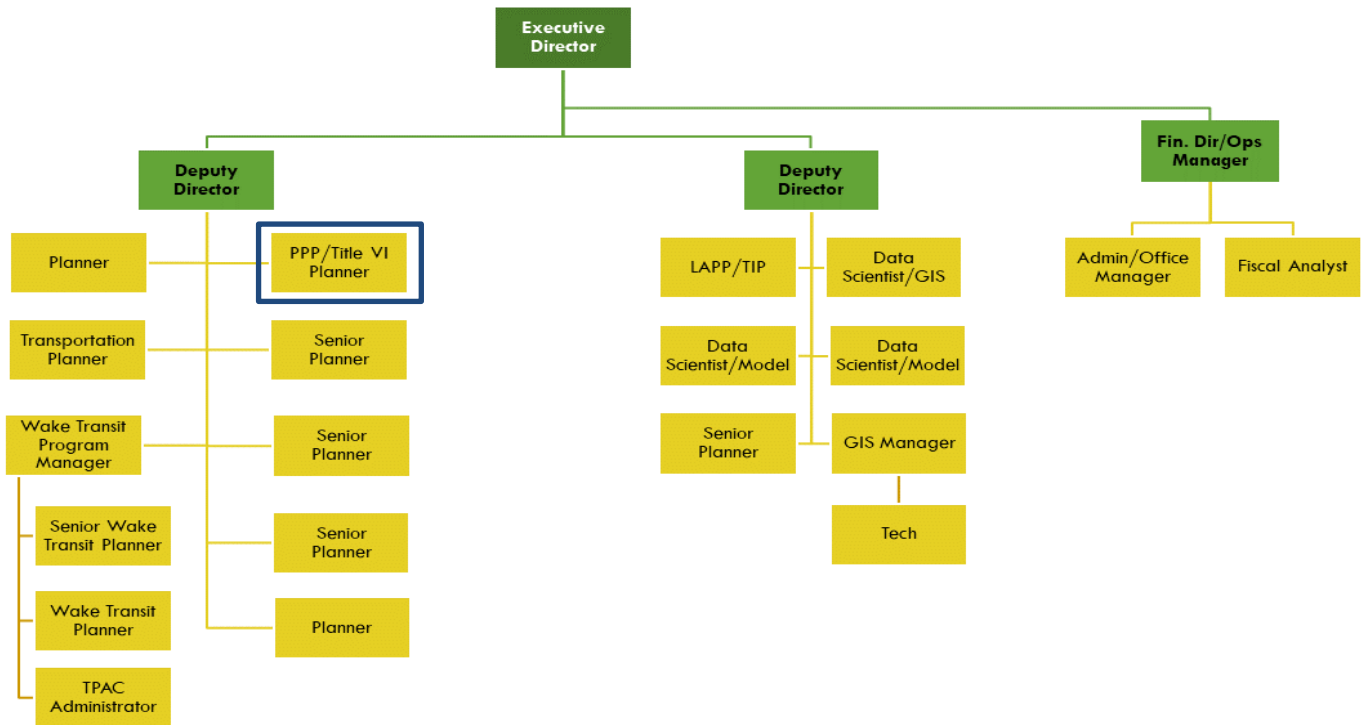 Executive
Director
Deputy
Director
Deputy
Director
Fin. Dir/Ops
Manager
Planner
PPP/Title VI
Planner
Transportation
Planner
Senior
Planner
Wake Transit
Program
Manager
Senior
Planner
Senior Wake
Transit Planner
Senior
Planner
Wake Transit
Planner
Planner
TPAC
Administrator
LAPP/TIP
Data
Scientist/GIS
Data
Scientist/Model
Data
Scientist/Model
Senior
Planner
GIS Manager
Tech
Admin/Office
Manager
Fiscal Analyst